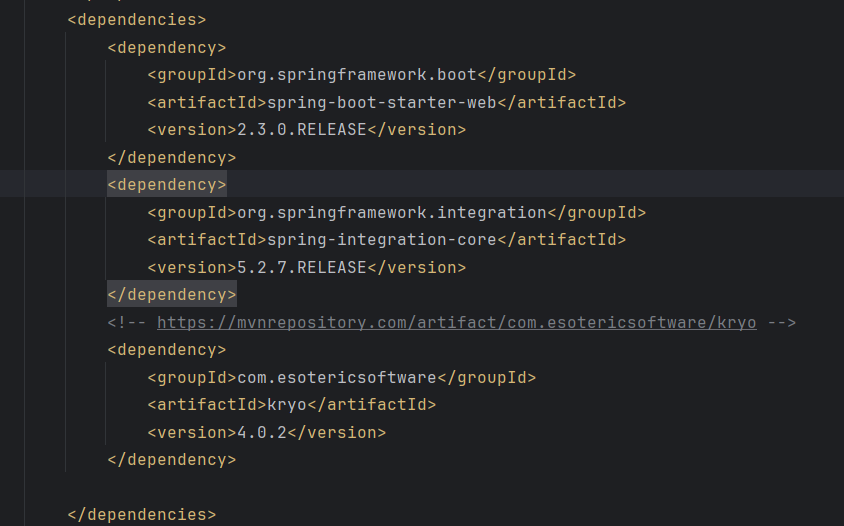 <dependencies>
<dependency>
<groupId>org.springframework.boot</groupId>
<artifactId>spring-boot-starter-web</artifactId>
<version>2.3.0.RELEASE</version>
</dependency>
<dependency>
<groupId>org.springframework.integration</groupId>
<artifactId>spring-integration-core</artifactId>
<version>5.2.7.RELEASE</version>
</dependency>
<!-- https://mvnrepository.com/artifact/com.esotericsoftware/kryo -->
<dependency>
<groupId>com.esotericsoftware</groupId>
<artifactId>kryo</artifactId>
<version>4.0.2</version>
</dependency>
</dependencies>